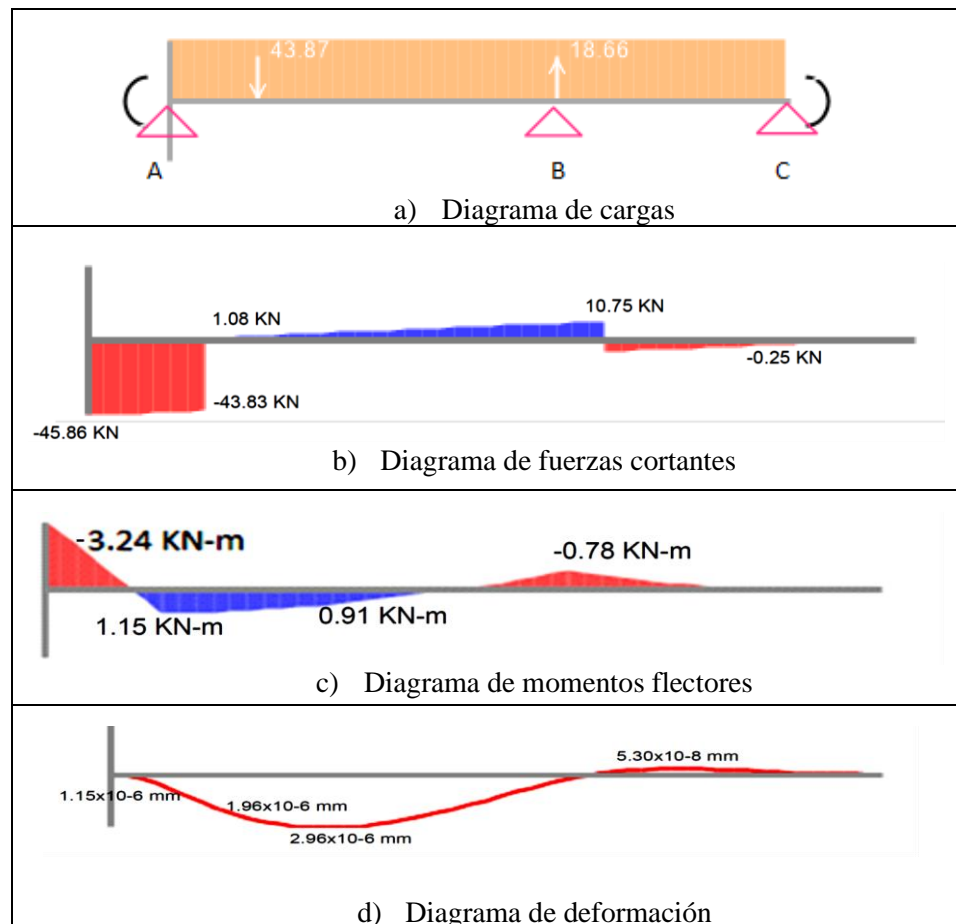 43.87 18.66
A B C
a) Diagrama de cargas
1.08 KN 10.75 KN
-0.25 KN
-43.83 KN
-45.86 KN
b) Diagrama de fuerzas cortantes
-3.24 KN-m -0.78 KN-m
1.15 KN-m 0.91 KN-m
c) Diagrama de momentos flectores
5.30x10-8 mm
1.15x10-6 mm
1.96x10-6 mm
2.96x10-6 mm
d) Diagrama de deformación